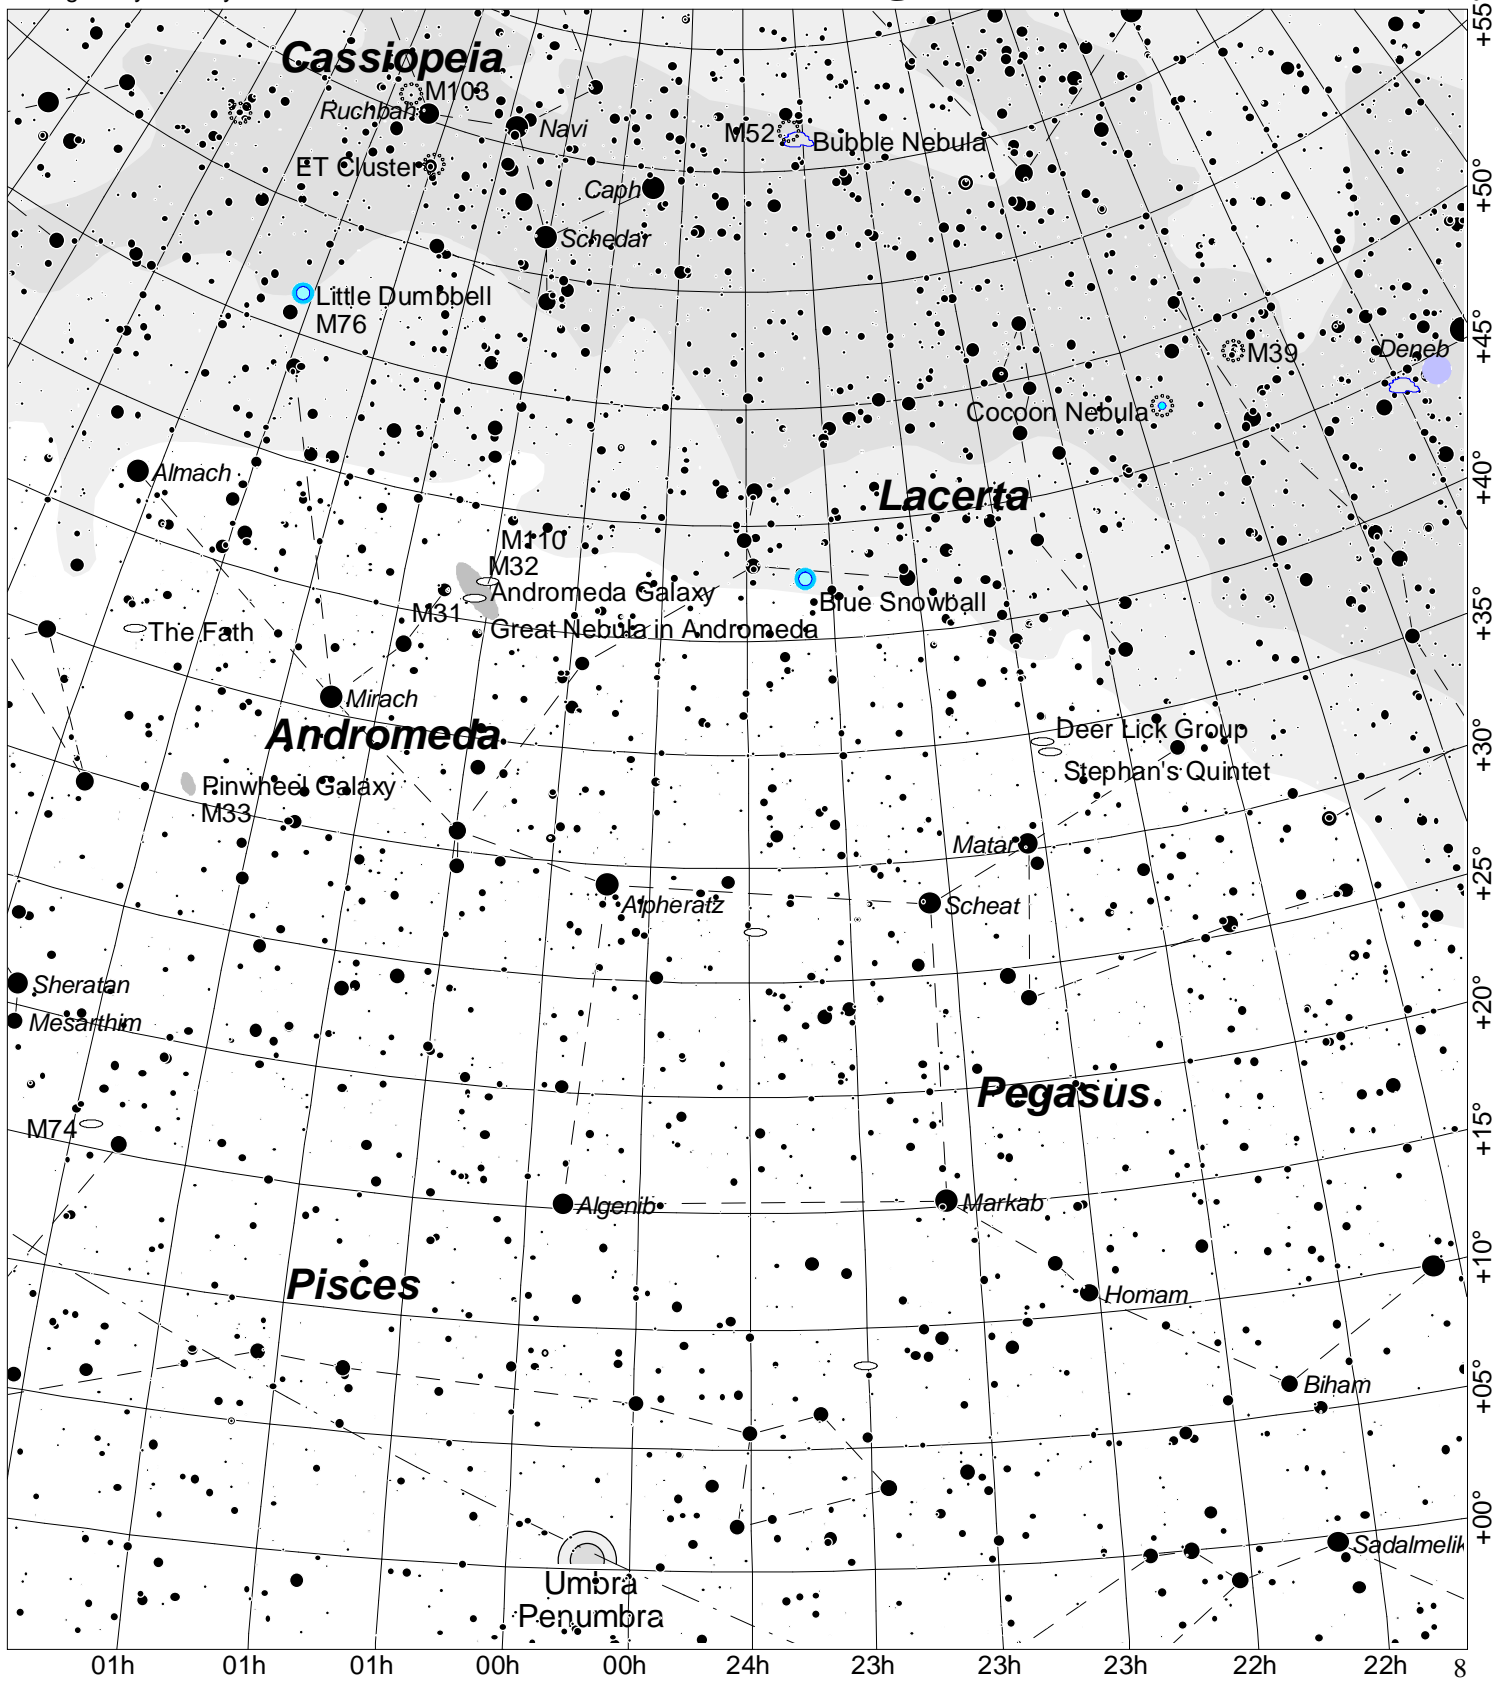 Cassiopeia
M103
Ruchbah
Navi
M52
Bubble Nebula
ET Cluster
Caph
Schedar
Little Dumbbell
M76
M39
Deneb
Cocoon Nebula
Almach
Lacerta
M110
M32
Andromeda Galaxy
Blue Snowball
M31
Great Nebula in Andromeda
The Fath
Mirach
Andromeda
Deer Lick Group
Stephan's Quintet
Pinwheel Galaxy
M33
Matar
Alpheratz
Scheat
Sheratan
Mesarthim
Pegasus
M74
Algenib
Markab
Pisces
Homam
Biham
Sadalmelik
Umbra
Penumbra
+55°
+50°
+45°
+40°
+35°
+30°
+25°
+20°
+15°
+10°
+05°
+00°
01h 01h 01h 00h 00h 24h 23h 23h 23h 22h 22h 8